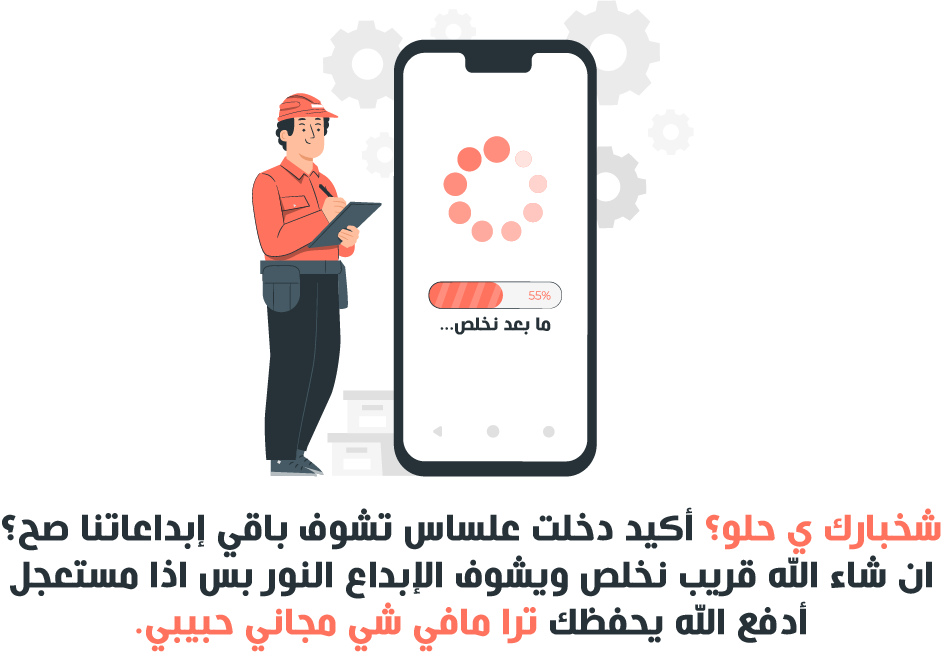 55%
ما بعد نخلص...
شخبارك ي حلو؟ أكيد دخلت علساس تشوف باقي إبداعاتنا صح؟
ان شاء الله قريب نخلص ويشوف الإبداع النور بس اذا مستعجل
أدفع الله يحفظك ترا مافي شي مجاني حبيبي.